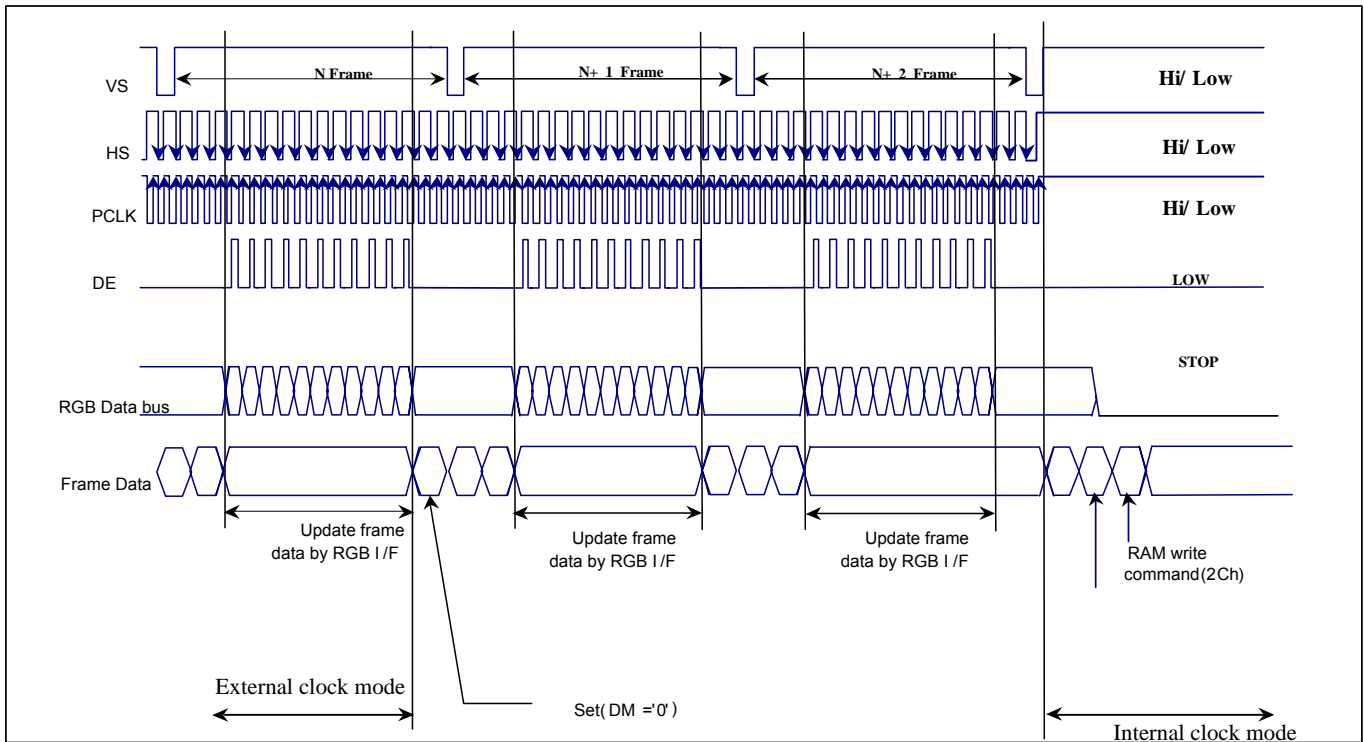 VS
N Frame
N+ 1 Frame
N+ 2 Frame
Hi/ Low
HS
Hi/ Low
PCLK
Hi/ Low
DE
LOW
RGB Data bus
STOP
Frame Data
Update frame
data by RGB I/F
Update frame
data by RGB I/F
Update frame
data by RGB I/F
RAM write
command(2Ch)
External clock mode
Set( DM ='0' )
Internal clock mode